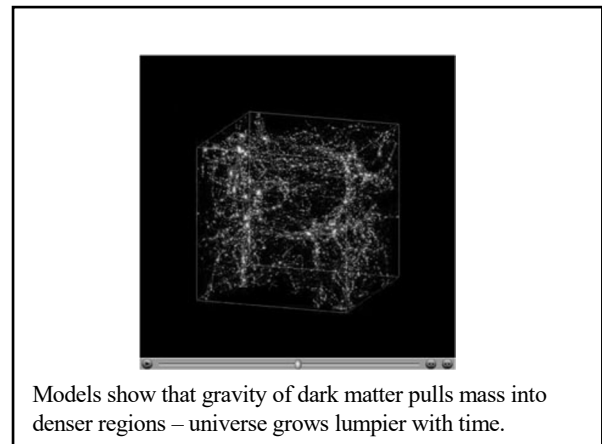 Models show that gravity of dark matter pulls mass into
denser regions – universe grows lumpier with time.